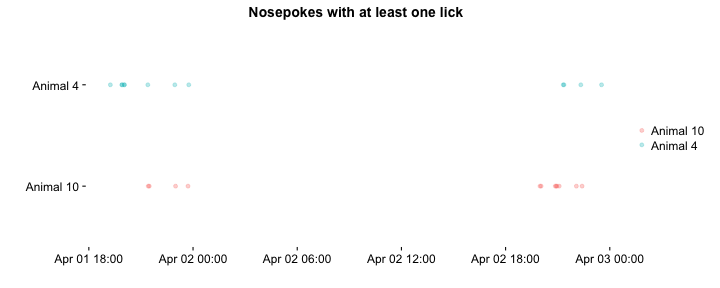 Nosepokes with at least one lick
Animal 4
Animal 10
Animal 4
Animal 10
Apr 01 18:00 Apr 02 00:00 Apr 02 06:00 Apr 02 12:00 Apr 02 18:00 Apr 03 00:00